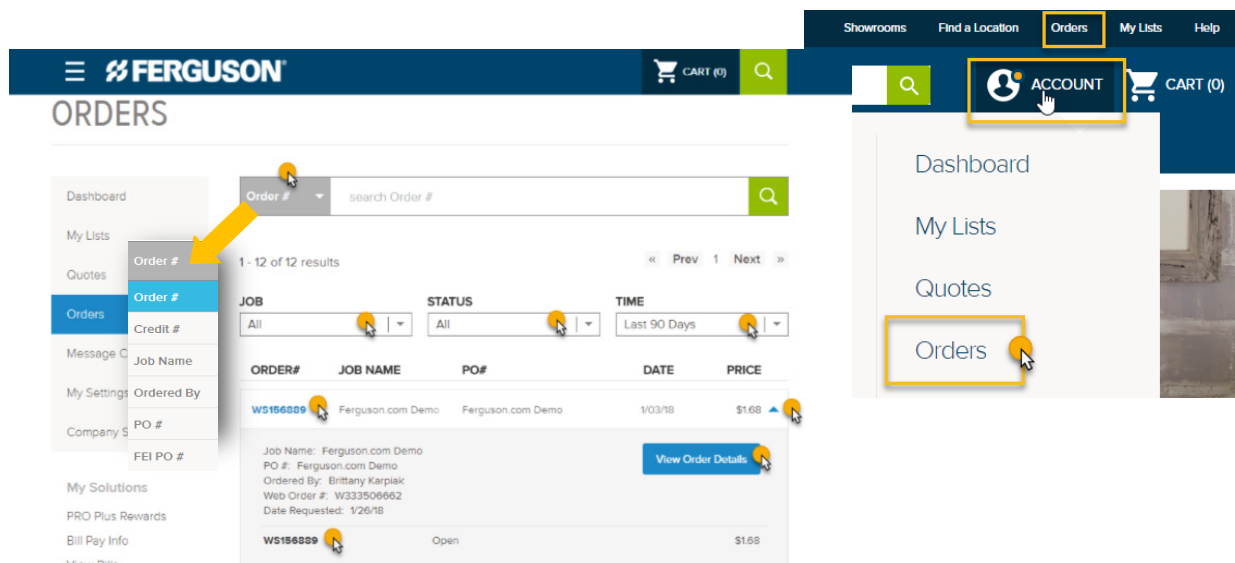 Showrooms Find a Location Orders My Lists Help
FERGUSON
CART (0)
ACCOUNT CART (0)
ORDERS
Dashboard
My Lists
Quotes
Orders
Dashboard
My Lists
Quotes
Orders
Message C
My Settings
Company S
My Solutions
PRO Plus Rewards
Bill Pay Info
Order #
Order #
Credit #
Job Name
Ordered By
PO #
FEI PO #
Order # search Order #
1 - 12 of 12 results « Prev 1 Next »
JOB STATUS TIME
All All Last 90 Days
ORDER# JOB NAME PO# DATE PRICE
WS156889 Ferguson.com Demo Ferguson.com Demo 1/03/18 $1.68
Job Name: Ferguson.com Demo
PO #: Ferguson.com Demo
Ordered By: Brittany Karpiak
Web Order #: W333506662
Date Requested: 1/26/18
View Order Details
WS156889 Open $1.68